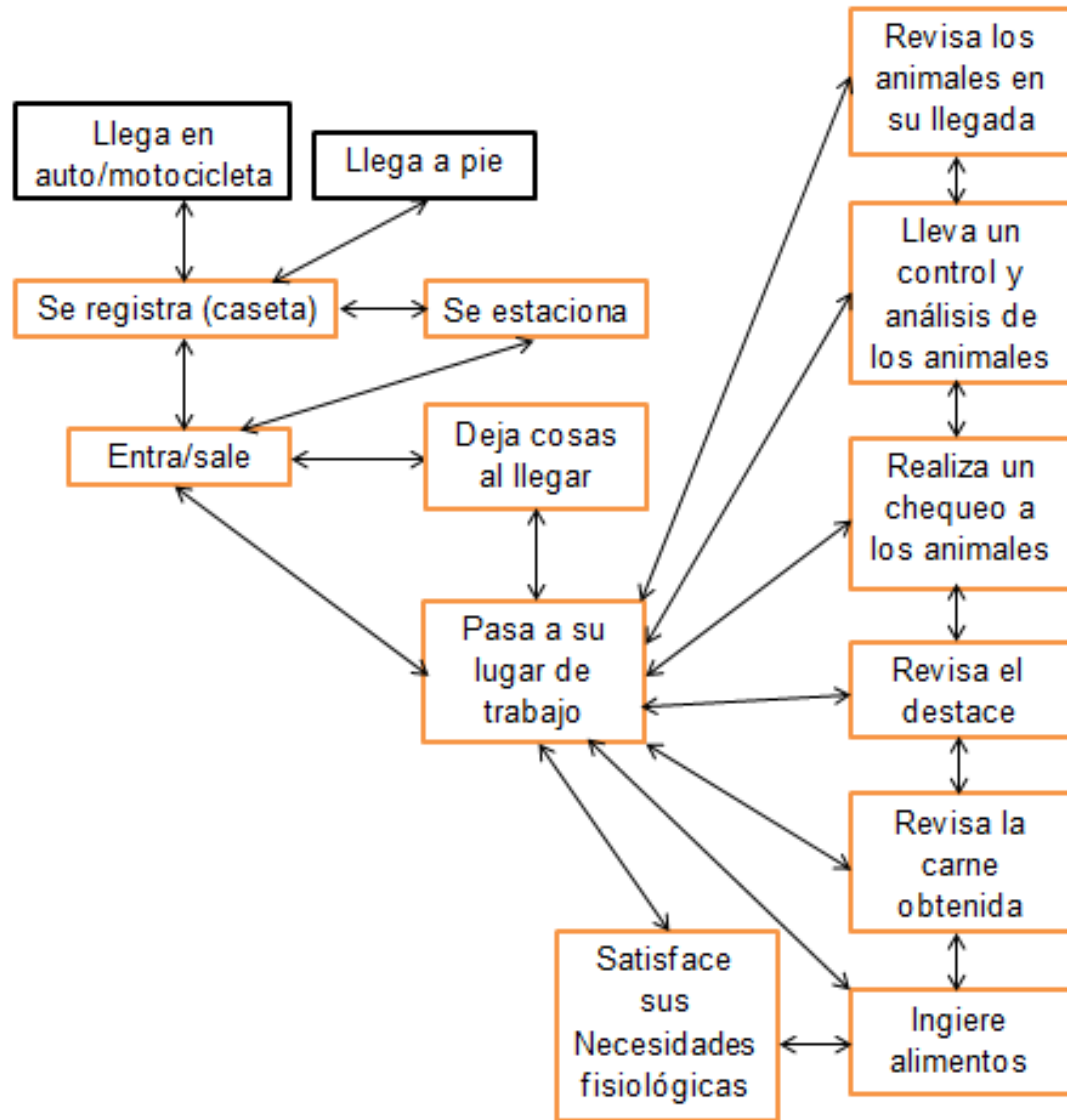 Llega en
auto/motocicleta
Llega a pie
Se registra (caseta)
Se estaciona
Entra/sale
Deja cosas
al llegar
Pasa a su
lugar de
trabajo
Satisface
sus
Necesidades
fisiológicas
Revisa los
animales en
su llegada
Lleva un
control y
análisis de
los animales
Realiza un
chequeo a
los animales
Revisa el
destace
Revisa la
carne
obtenida
Ingiere
alimentos